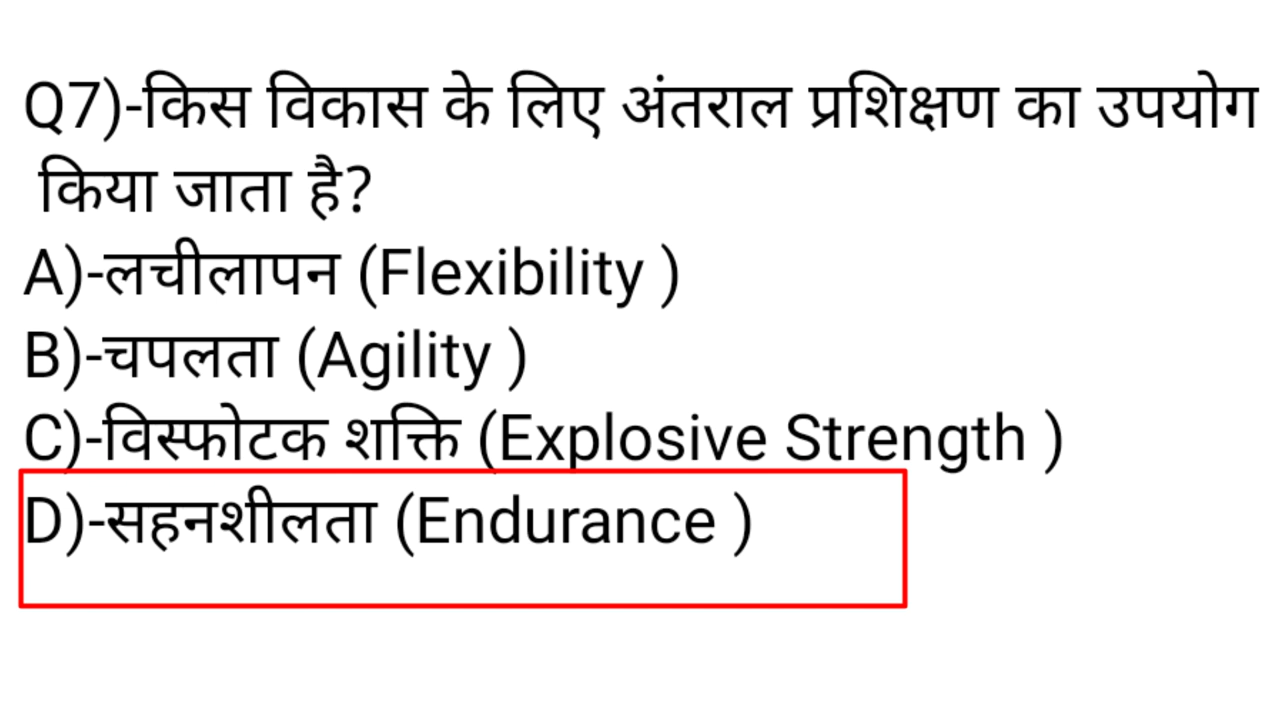 Q7)-किस विकास के लिए अंतराल प्रशिक्षण का उपयोग
किया जाता है?
A)-लचीलापन (Flexibility )
B)-चपलता (Agility )
C)-विस्फोटक शक्ति (Explosive Strength )
D)-सहनशीलता (Endurance )